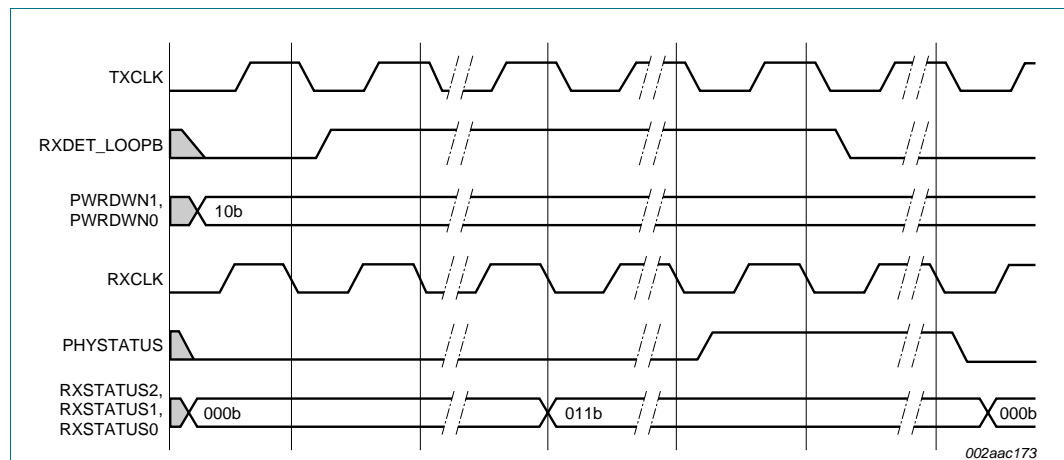 TXCLK
RXDET_LOOPB
PWRDWN1,
PWRDWN0
10b
RXCLK
PHYSTATUS
RXSTATUS2,
RXSTATUS1,
RXSTATUS0
000b
011b
000b
002aac173